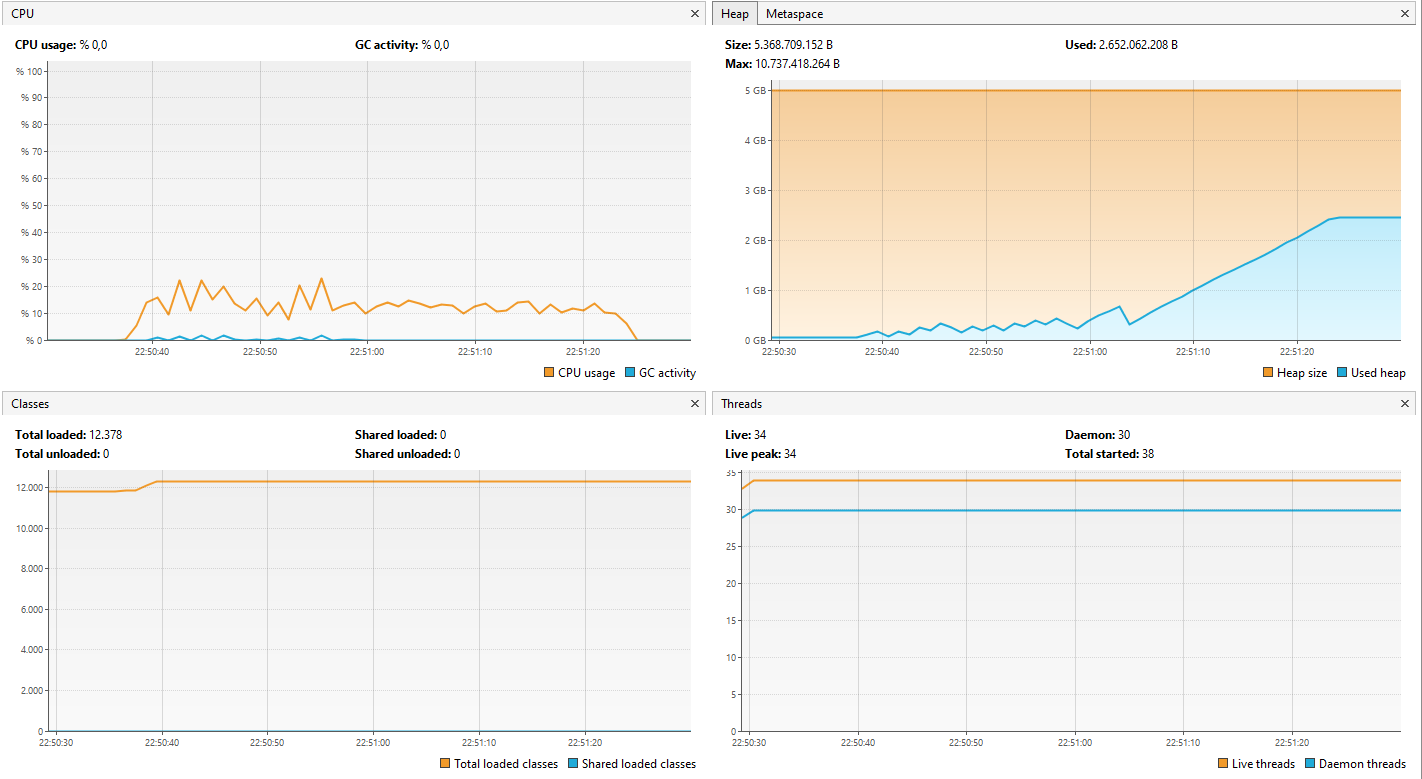 CPU
CPU usage: % 0,0 GC activity: % 0,0
% 100
% 90
% 80
% 70
% 60
% 50
% 40
% 30
% 20
% 10
% 0
22:50:40 22:50:50 22:51:00 22:51:10 22:51:20
CPU usage GC activity
Heap Metaspace
Size: 5.368.709.152 B Used: 2.652.062.208 B
Max: 10.737.418.264 B
5 GB
4 GB
3 GB
2 GB
1 GB
0 GB
22:50:30 22:50:40 22:50:50 22:51:00 22:51:10 22:51:20
Heap size Used heap
Classes
Total loaded: 12.378 Shared loaded: 0
Total unloaded: 0 Shared unloaded: 0
12.000
10.000
8.000
6.000
4.000
2.000
0
22:50:30 22:50:40 22:50:50 22:51:00 22:51:10 22:51:20
Total loaded classes Shared loaded classes
Threads
Live: 34 Daemon: 30
Live peak: 34 Total started: 38
35
30
25
20
15
10
5
0
22:50:30 22:50:40 22:50:50 22:51:00 22:51:10 22:51:20
Live threads Daemon threads